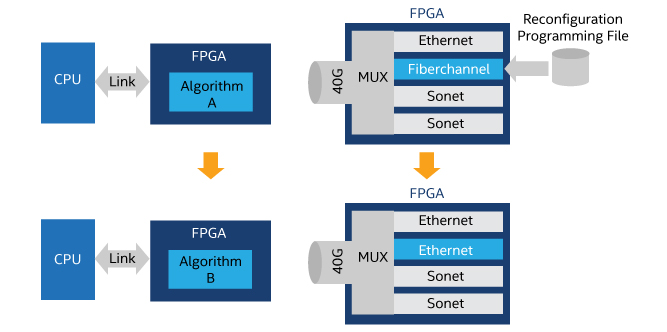 FPGA
Reconfiguration
Programming File
Ethernet
FPGA
CPU
Link
Algorithm
A
40G
MUX
Fiberchannel
Sonet
Sonet
FPGA
Ethernet
FPGA
CPU
Link
Algorithm
B
40G
MUX
Ethernet
Sonet
Sonet